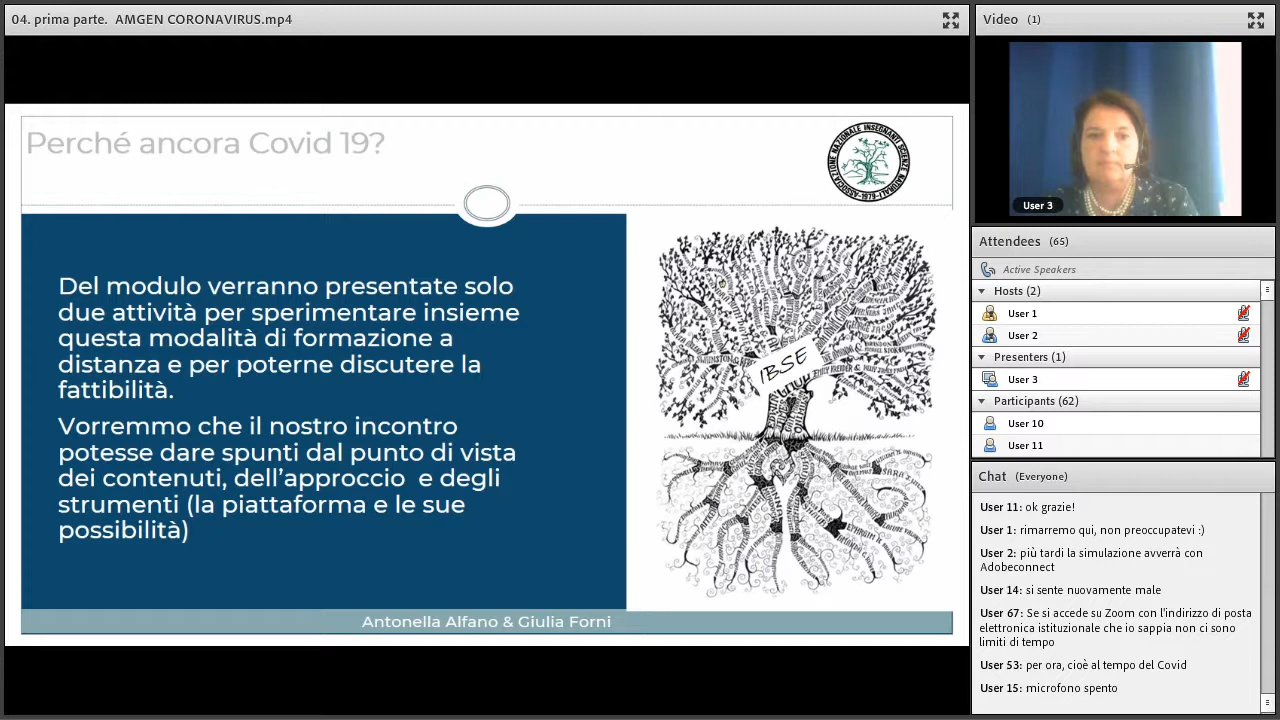 04. prima parte. AMGEN CORONAVIRUS.mp4
Perché ancora Covid 19?
ASSOCIAZIONE NAZIONALE INSEGNANTI SCIENZE NATURALI
-1979-
Del modulo verranno presentate solo
due attività per sperimentare insieme
questa modalità di formazione a
distanza e per poterne discutere la
fattibilità.
Vorremmo che il nostro incontro
potesse dare spunti dal punto di vista
dei contenuti, dell'approccio e degli
strumenti (la piattaforma e le sue
possibilità)
IBSE
Antonella Alfano & Giulia Forni
Video (1)
User 3
Attendees (65)
Active Speakers
Hosts (2)
User 1
User 2
Presenters (1)
User 3
Participants (62)
User 10
User 11
Chat (Everyone)
User 11: ok grazie!
User 1: rimarremo qui, non preoccupatevi :)
User 2: più tardi la simulazione avverrà con
Adobeconnect
User 14: si sente nuovamente male
User 67: Se si accede su Zoom con l'indirizzo di posta
elettronica istituzionale che io sappia non ci sono
limiti di tempo
User 53: per ora, cioè al tempo del Covid
User 15: microfono spento